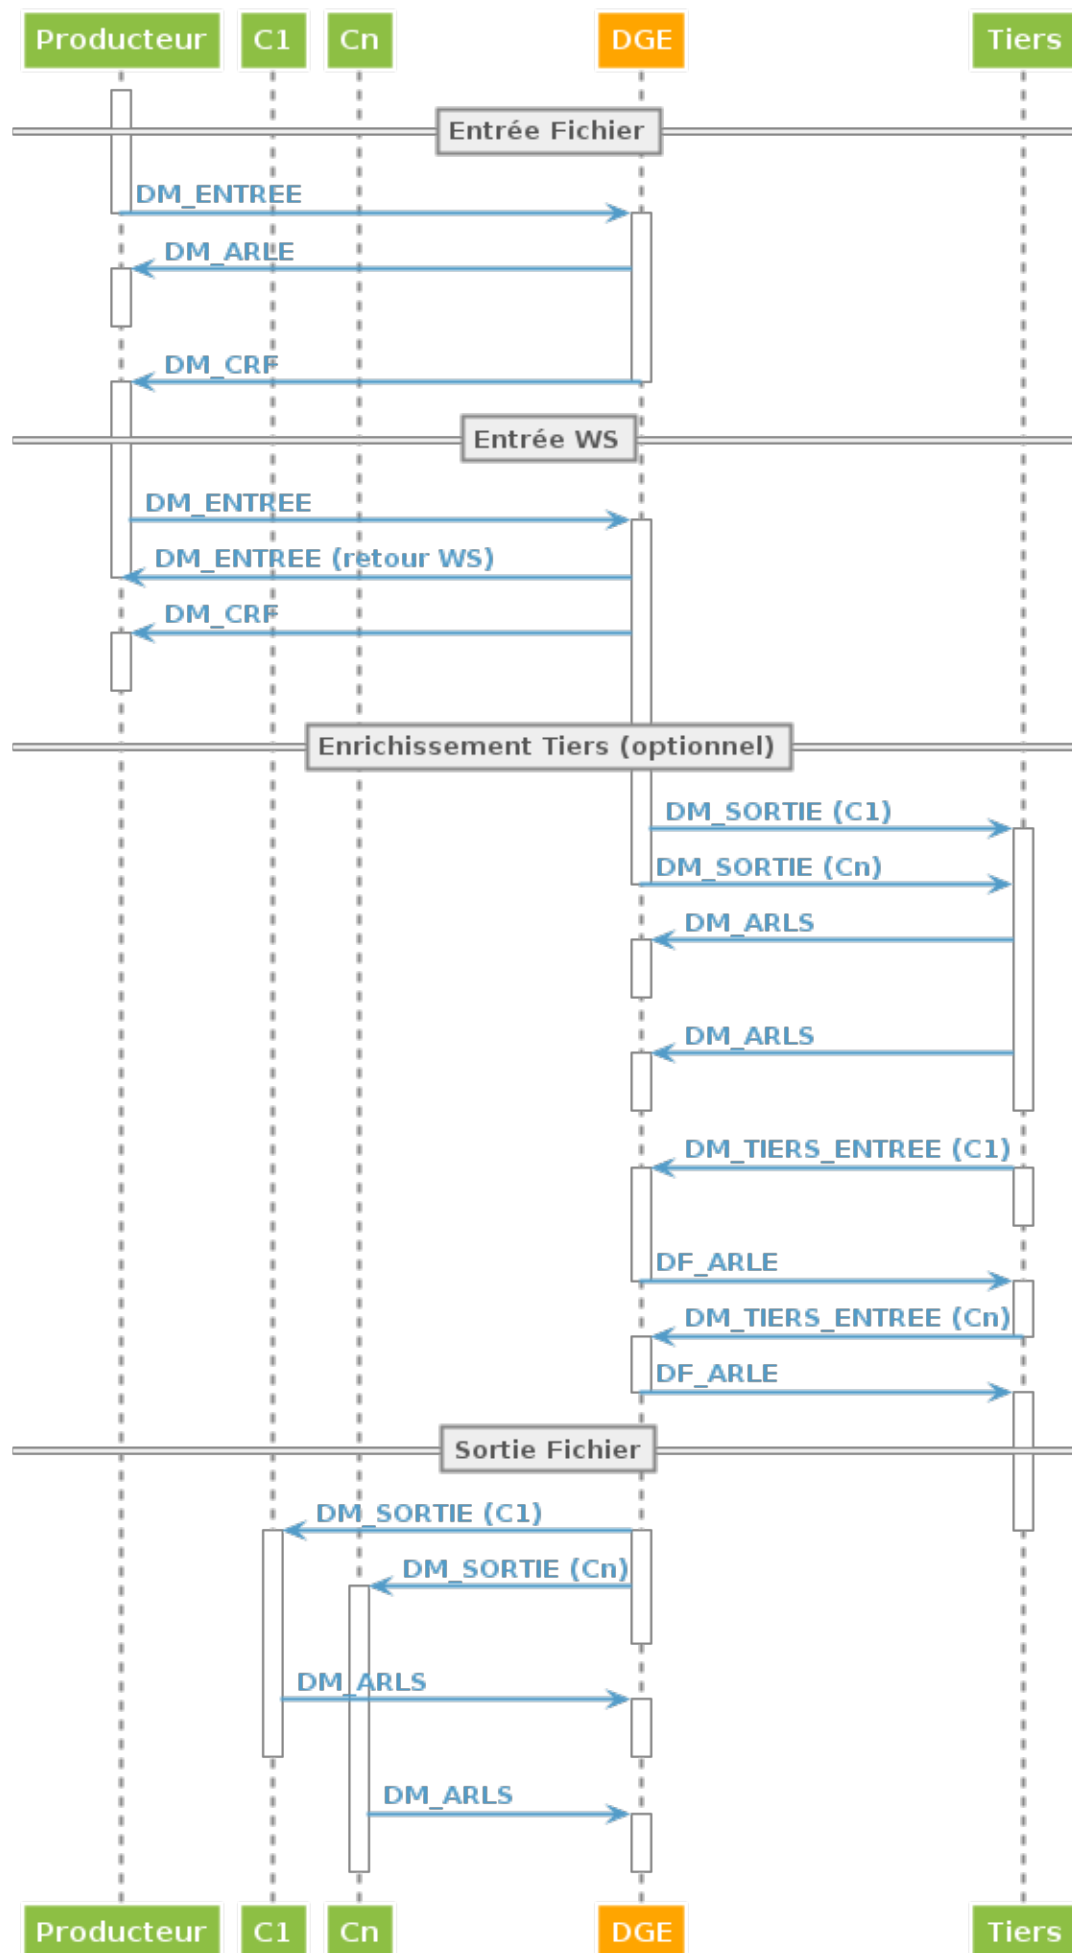 Producteur C1 Cn DGE Tiers
Entrée Fichier
DM_ENTREE
DM_ARLE
DM_CRF
Entrée WS
DM_ENTREE
DM_ENTREE (retour WS)
DM_CRF
Enrichissement Tiers (optionnel)
DM_SORTIE (C1)
DM_SORTIE (Cn)
DM_ARLS
DM_ARLS
DM_TIERS_ENTREE (C1)
DF_ARLE
DM_TIERS_ENTREE (Cn)
DF_ARLE
Sortie Fichier
DM_SORTIE (C1)
DM_SORTIE (Cn)
DM_ARLS
DM_ARLS
Producteur C1 Cn DGE Tiers